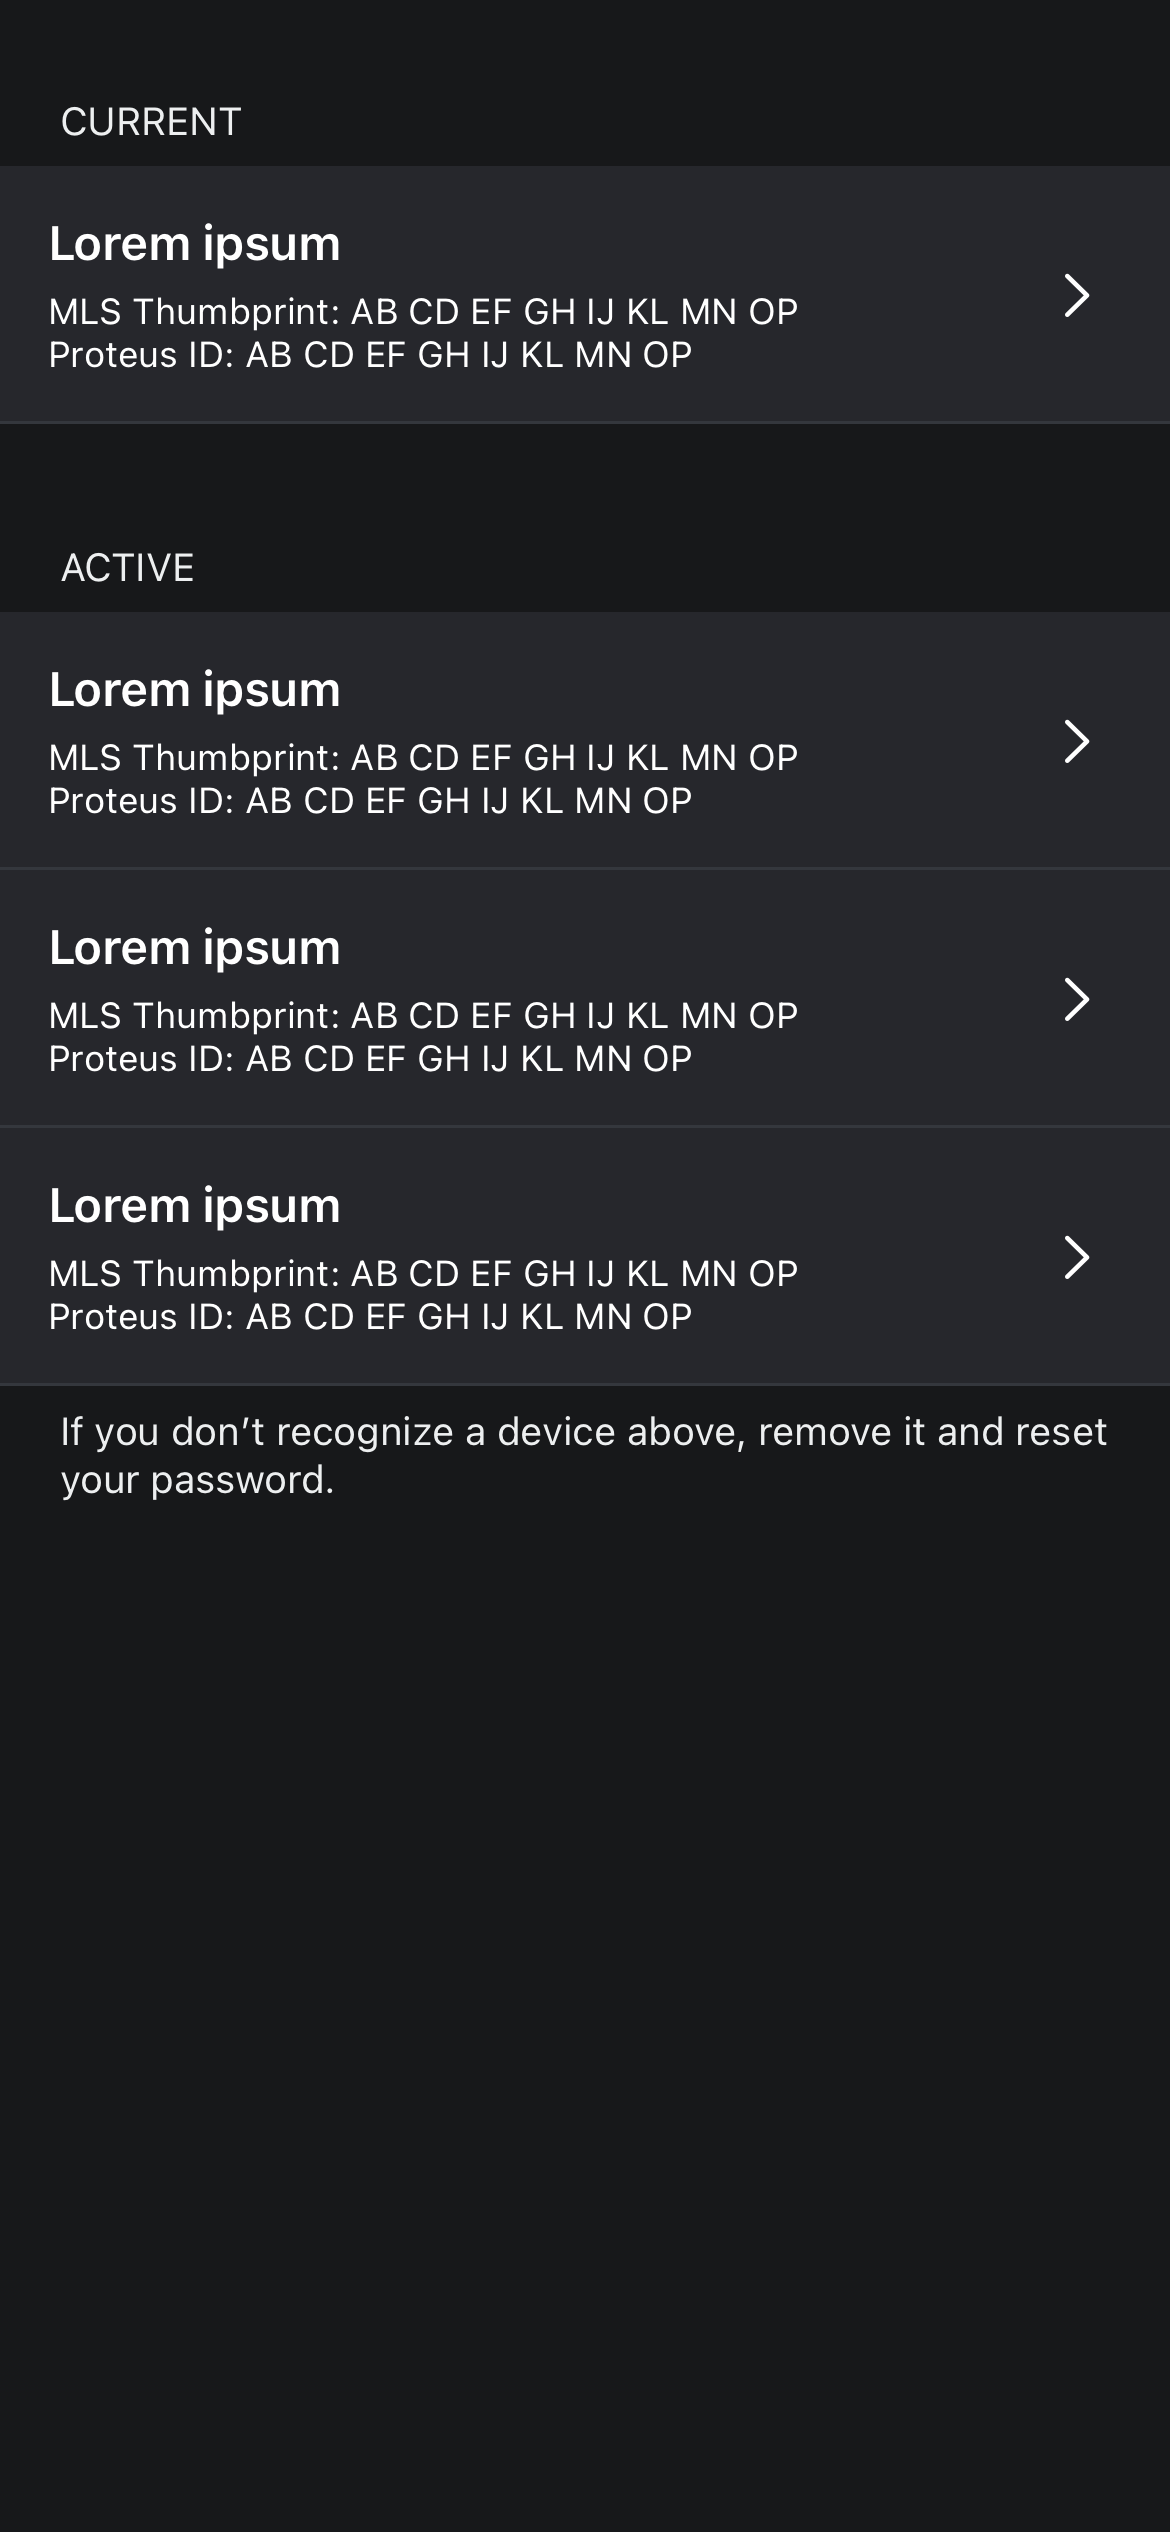 CURRENT
Lorem ipsum
MLS Thumbprint: AB CD EF GH IJ KL MN OP
Proteus ID: AB CD EF GH IJ KL MN OP
ACTIVE
Lorem ipsum
MLS Thumbprint: AB CD EF GH IJ KL MN OP
Proteus ID: AB CD EF GH IJ KL MN OP
Lorem ipsum
MLS Thumbprint: AB CD EF GH IJ KL MN OP
Proteus ID: AB CD EF GH IJ KL MN OP
Lorem ipsum
MLS Thumbprint: AB CD EF GH IJ KL MN OP
Proteus ID: AB CD EF GH IJ KL MN OP
If you don’t recognize a device above, remove it and reset
your password.